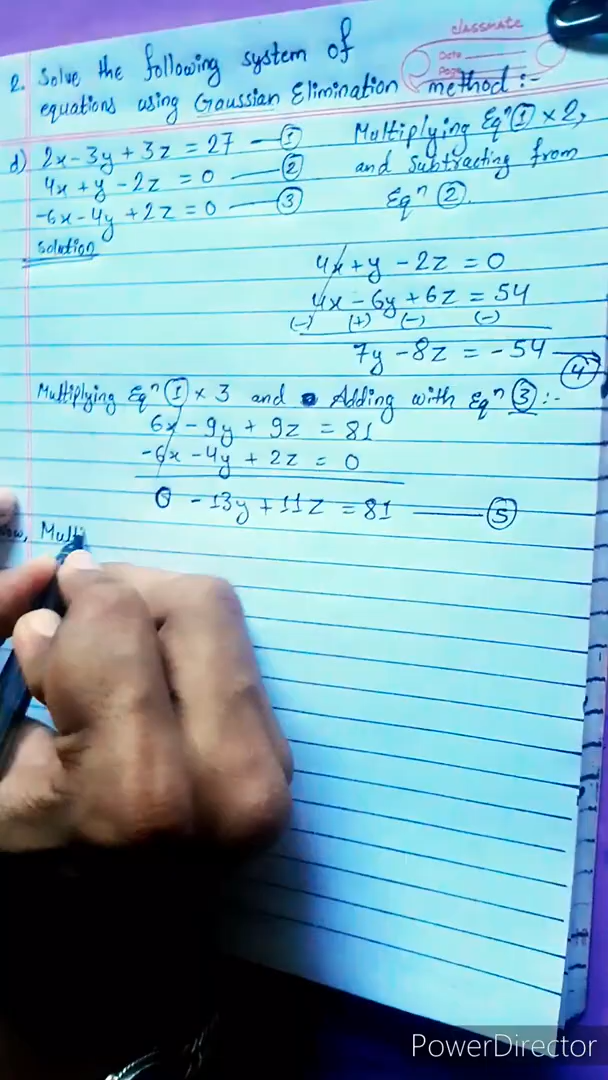 classmate
Date
Page
2. Solve the following system of
equations using Gaussian Elimination method:-
d) 2x - 3y + 3z = 27 — ①
4x + y - 2z = 0 — ②
-6x - 4y + 2z = 0 — ③
Solution
Multiplying Eqⁿ ① × 2,
and Subtracting from
Eqⁿ ②.
4x + y - 2z = 0
4x - 6y + 6z = 54
(-) (+) (-) (-)
7y - 8z = -54 — ④
Multiplying Eqⁿ ① × 3 and Adding with Eqⁿ ③:-
6x - 9y + 9z = 81
-6x - 4y + 2z = 0
0 - 13y + 11z = 81 — ⑤
Now, Multi
PowerDirector